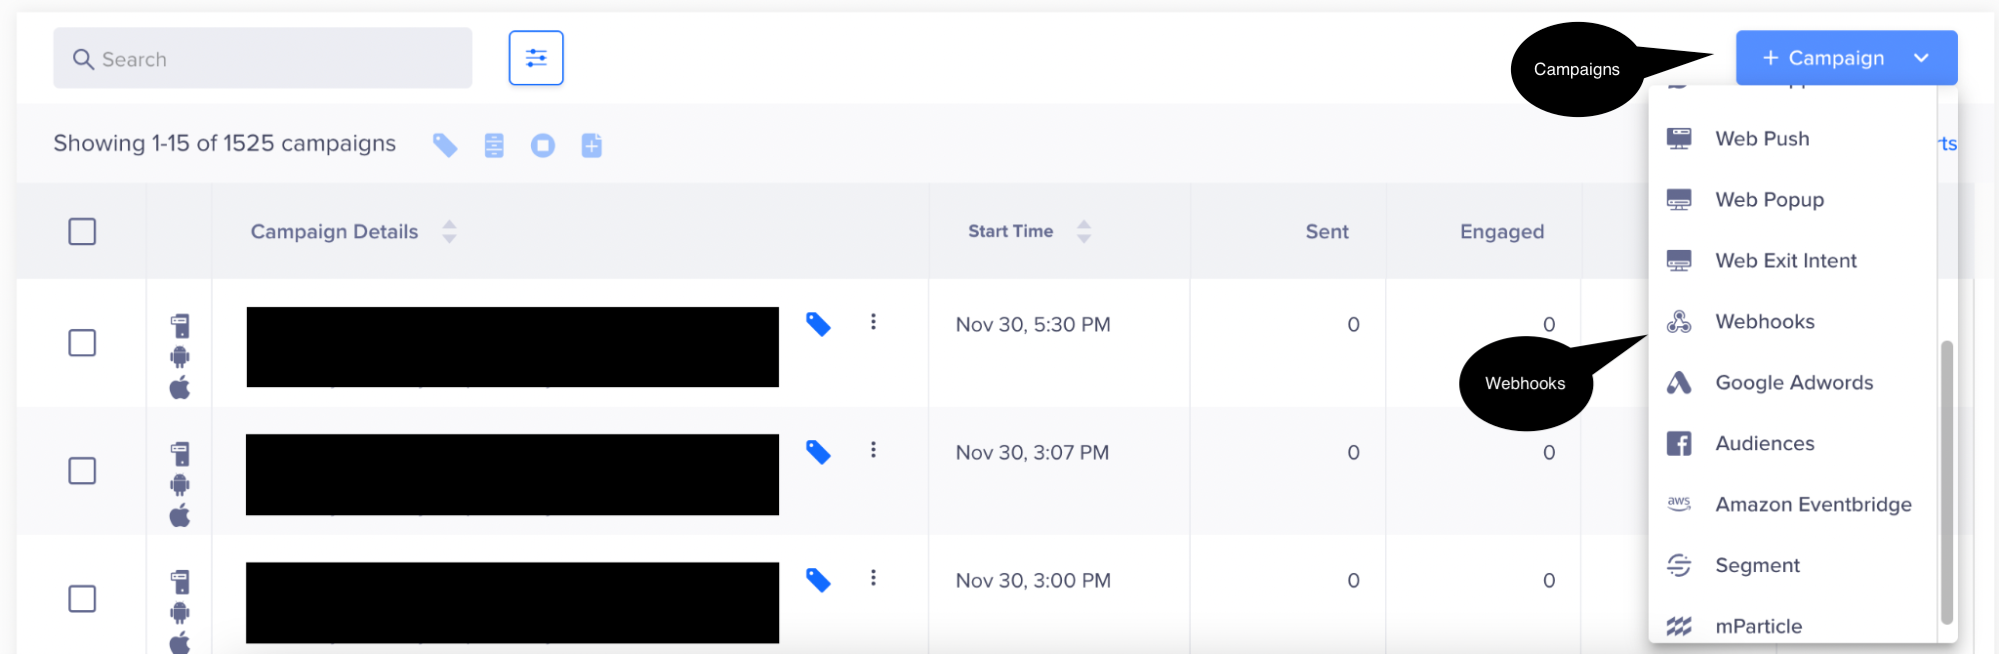 Search
Campaigns
+ Campaign
Showing 1-15 of 1525 campaigns
Web Push
Web Popup
Campaign Details
Start Time
Sent
Engaged
Web Exit Intent
Nov 30, 5:30 PM
0
0
Webhooks
Webhooks
Google Adwords
Nov 30, 3:07 PM
0
0
Audiences
aws
Amazon Eventbridge
Nov 30, 3:00 PM
0
0
Segment
mParticle